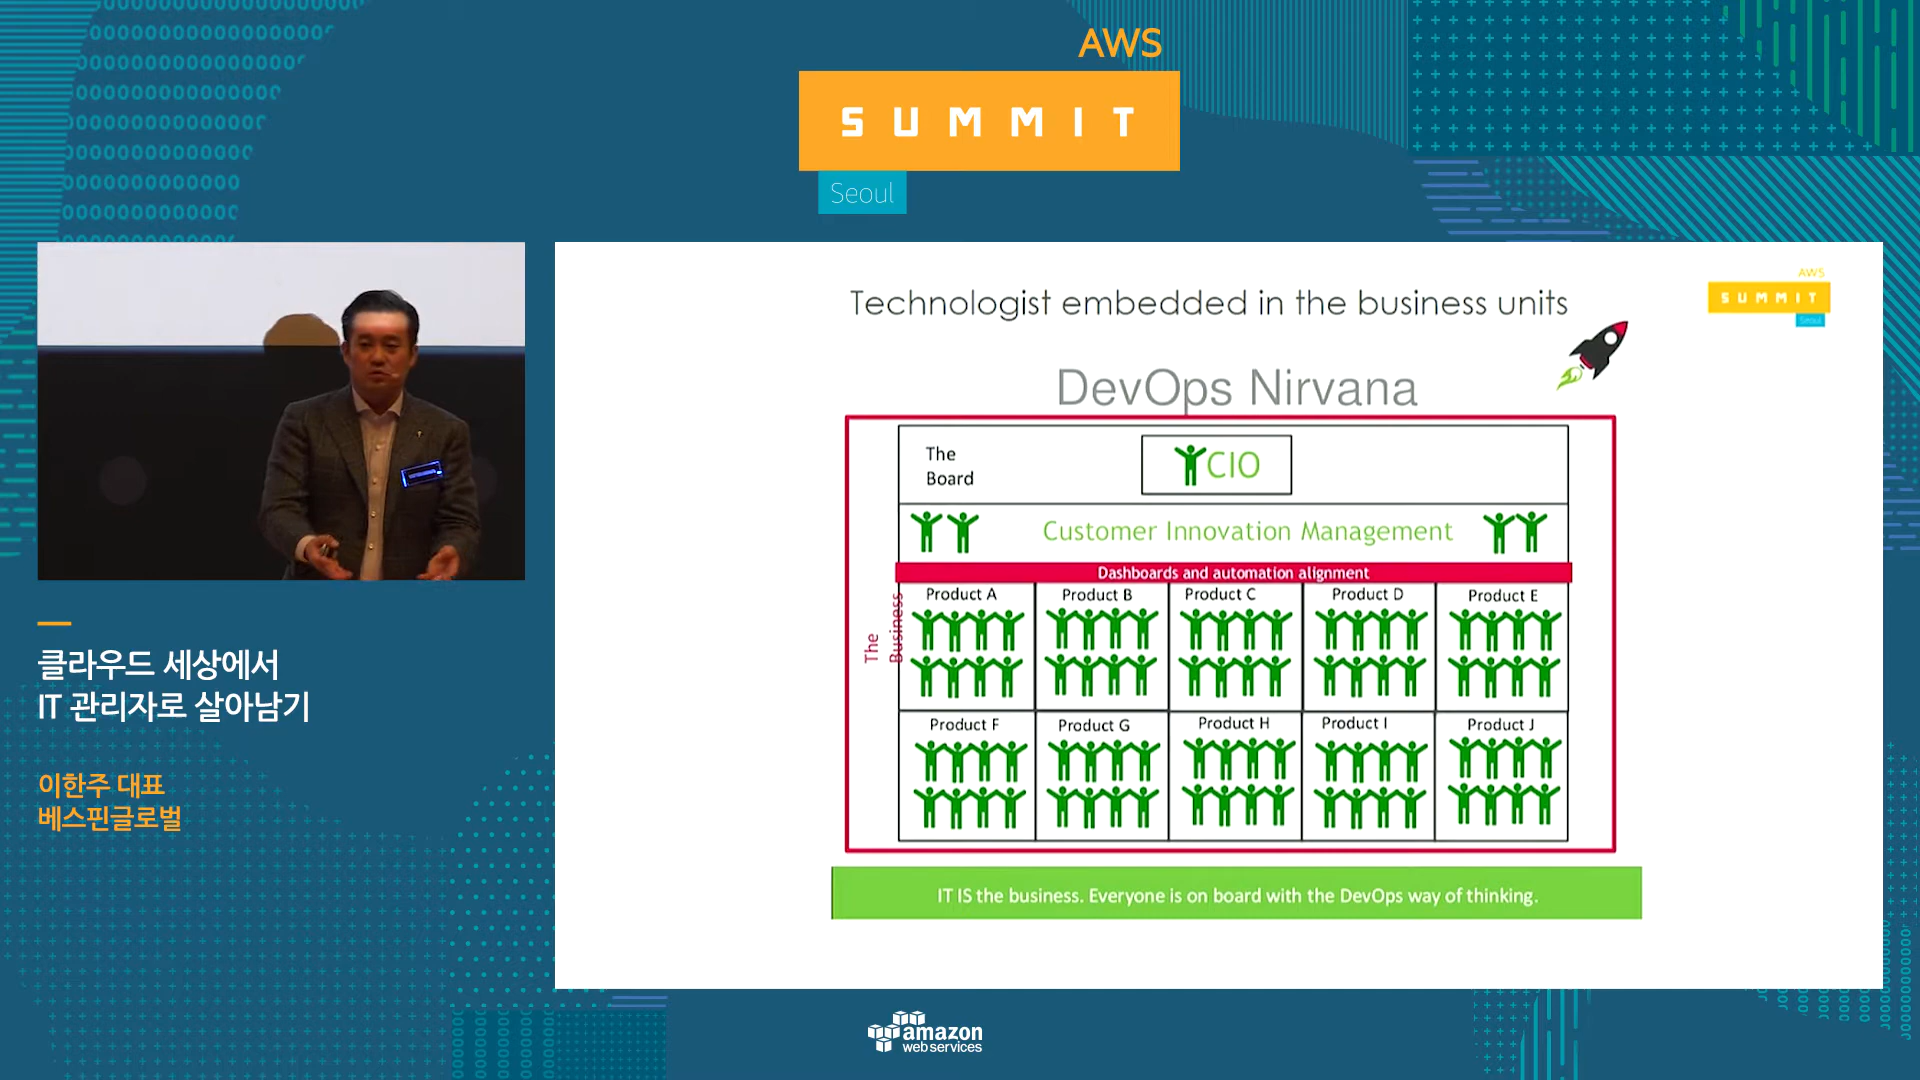 AWS
SUMMIT
Seoul
Technologist embedded in the business units
AWS
SUMMIT
Seoul
DevOps Nirvana
The
Board
CIO
Customer Innovation Management
Dashboards and automation alignment
The
Business
Product A
Product B
Product C
Product D
Product E
Product F
Product G
Product H
Product I
Product J
IT IS the business. Everyone is on board with the DevOps way of thinking.
클라우드 세상에서
IT 관리자로 살아남기
이한주 대표
베스핀글로벌
amazon
web services